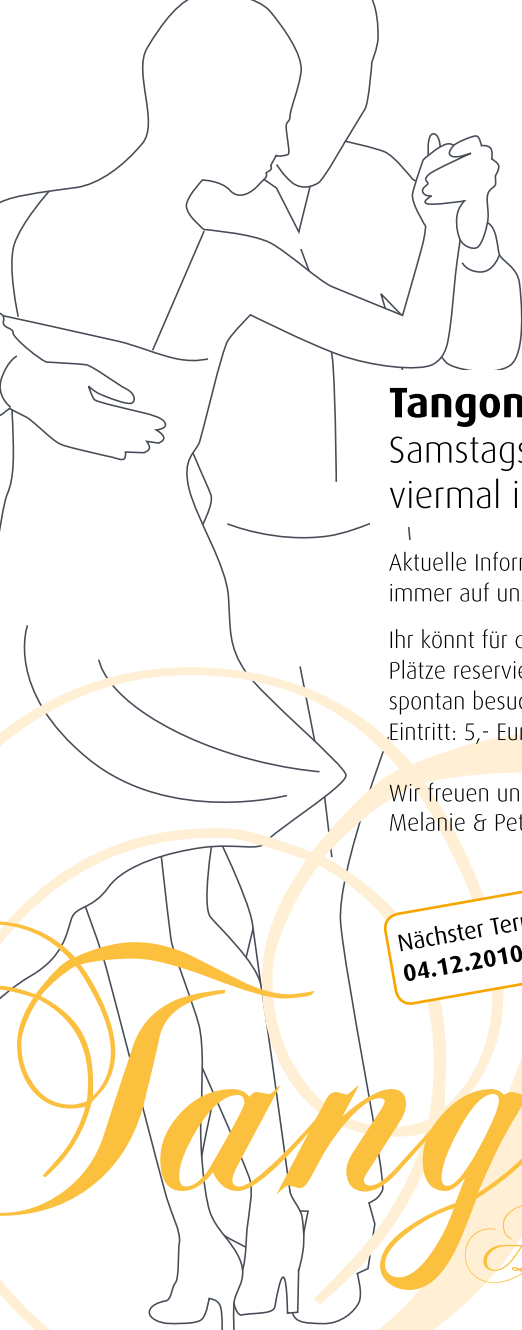 Tangon
Samstags
viermal i
Aktuelle Infor
immer auf un
Ihr könnt für
Plätze reservie
spontan besuc
Eintritt: 5,- Eur
Wir freuen un
Melanie & Pet
Nächster Ter
04.12.2010
Tang